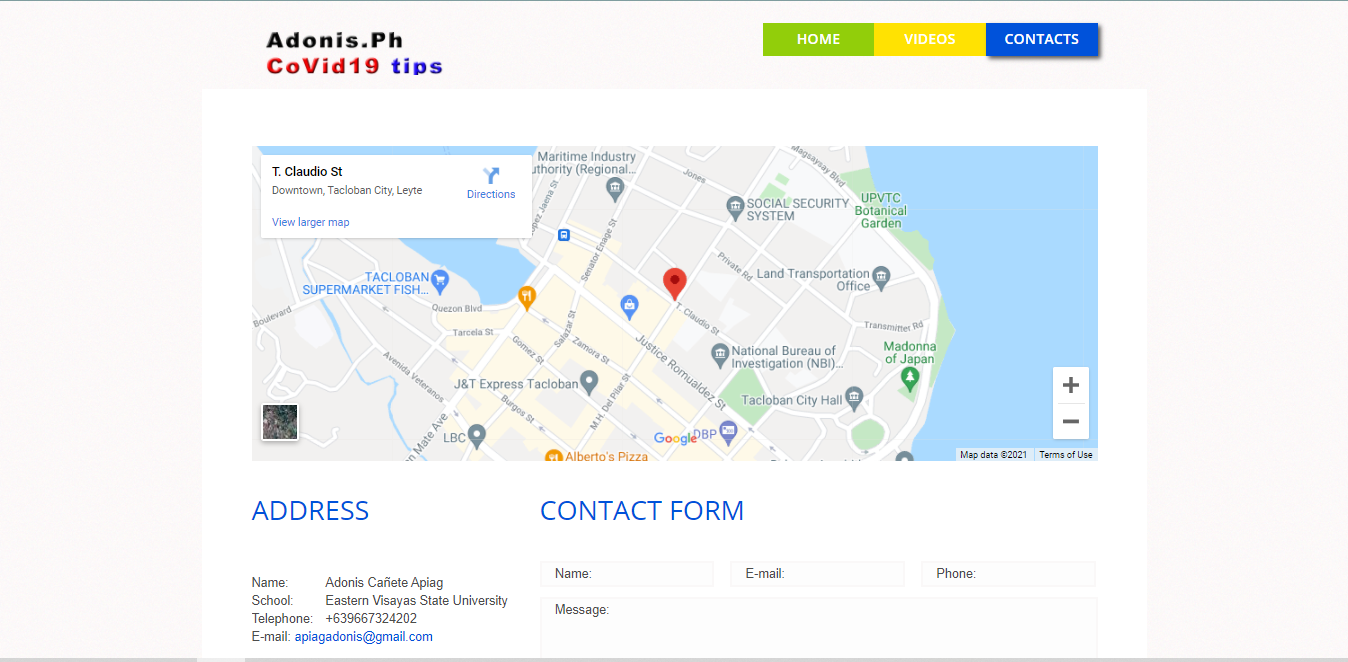 Adonis.Ph
CoVid19 tips
HOME
VIDEOS
CONTACTS
T. Claudio St
Downtown, Tacloban City, Leyte
Directions
View larger map
Maritime Industry
uthority (Regional...
Jones
Magsaysay Blvd
SOCIAL SECURITY
SYSTEM
UPVTC
Botanical
Garden
opez Jaena St
Senator Enage St
Private Rd
Land Transportation
Office
TACLOBAN
SUPERMARKET FISH...
Quezon Blvd
Boulevard
Tarcela St
Salazar St
T. Claudio St
Transmitter Rd
Gomez St
Zamora St
Justice Romualdez St
Avenida Veteranos
National Bureau of
Investigation (NBI)...
Madonna
of Japan
J&T Express Tacloban
Burgos St
M.H. Del Pilar St
Tacloban City Hall
n Mate Ave
LBC
Google
DBP
Alberto's Pizza
Map data ©2021
Terms of Use
ADDRESS
CONTACT FORM
Name: Adonis Cañete Apiag
School: Eastern Visayas State University
Telephone: +639667324202
E-mail: apiagadonis@gmail.com
Name:
E-mail:
Phone:
Message: